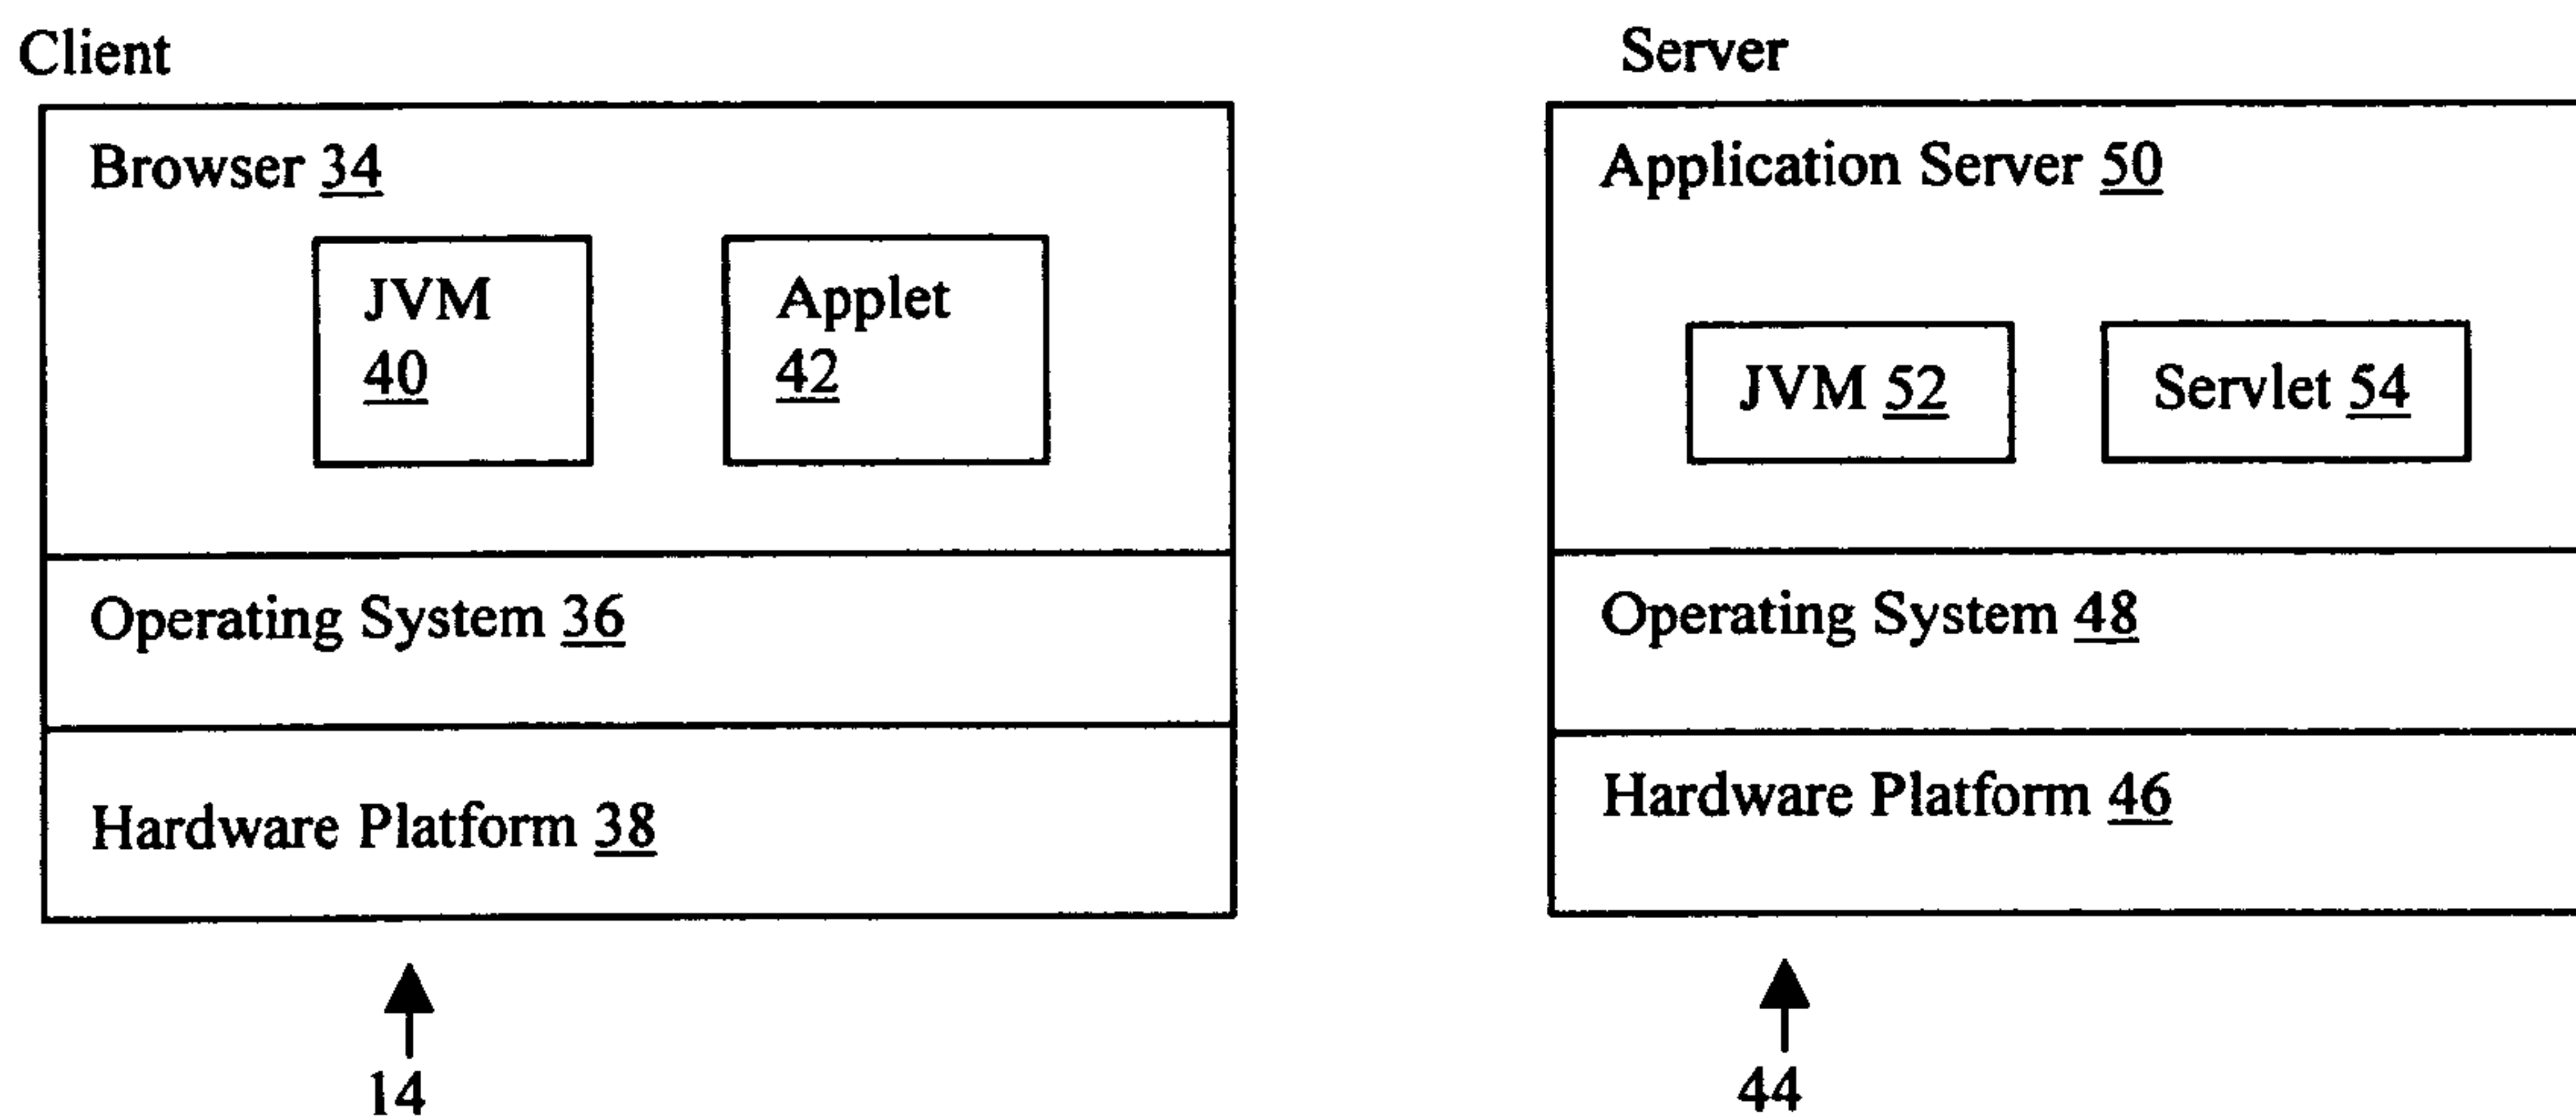 Client
Browser 34
JVM
40
Applet
42
Operating System 36
Hardware Platform 38
14
Server
Application Server 50
JVM 52
Servlet 54
Operating System 48
Hardware Platform 46
44